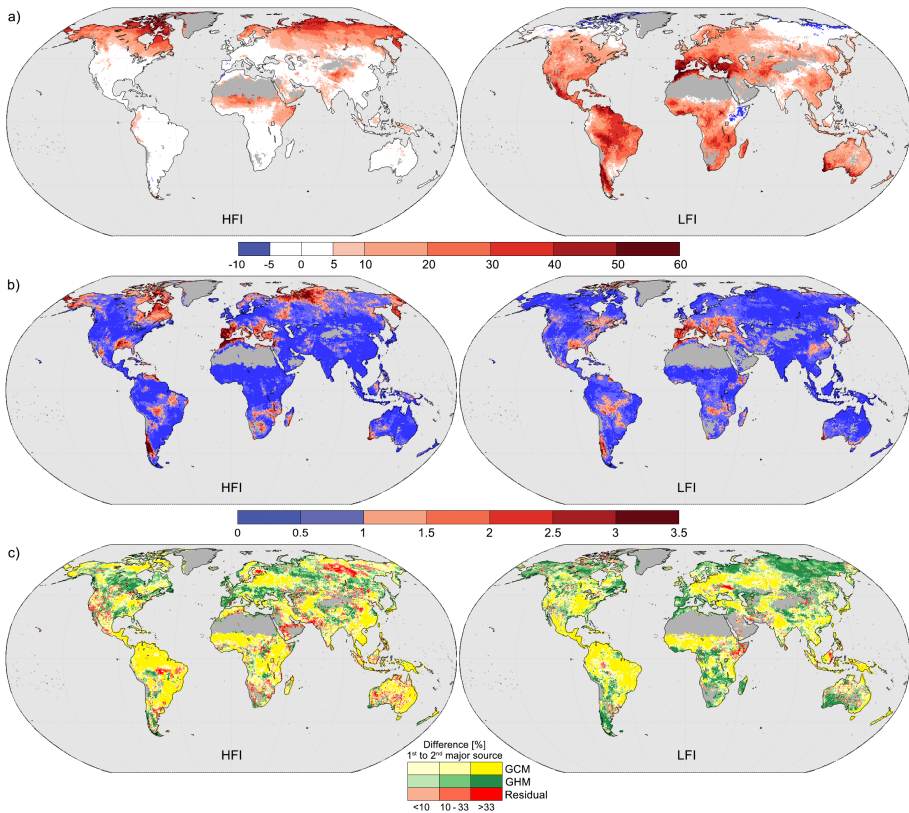 a)
HFI
LFI
-10 -5 0 5 10 20 30 40 50 60
b)
HFI
LFI
0 0.5 1 1.5 2 2.5 3 3.5
c)
HFI
LFI
Difference [%]
1st to 2nd major source
GCM
GHM
Residual
<10 10 - 33 >33